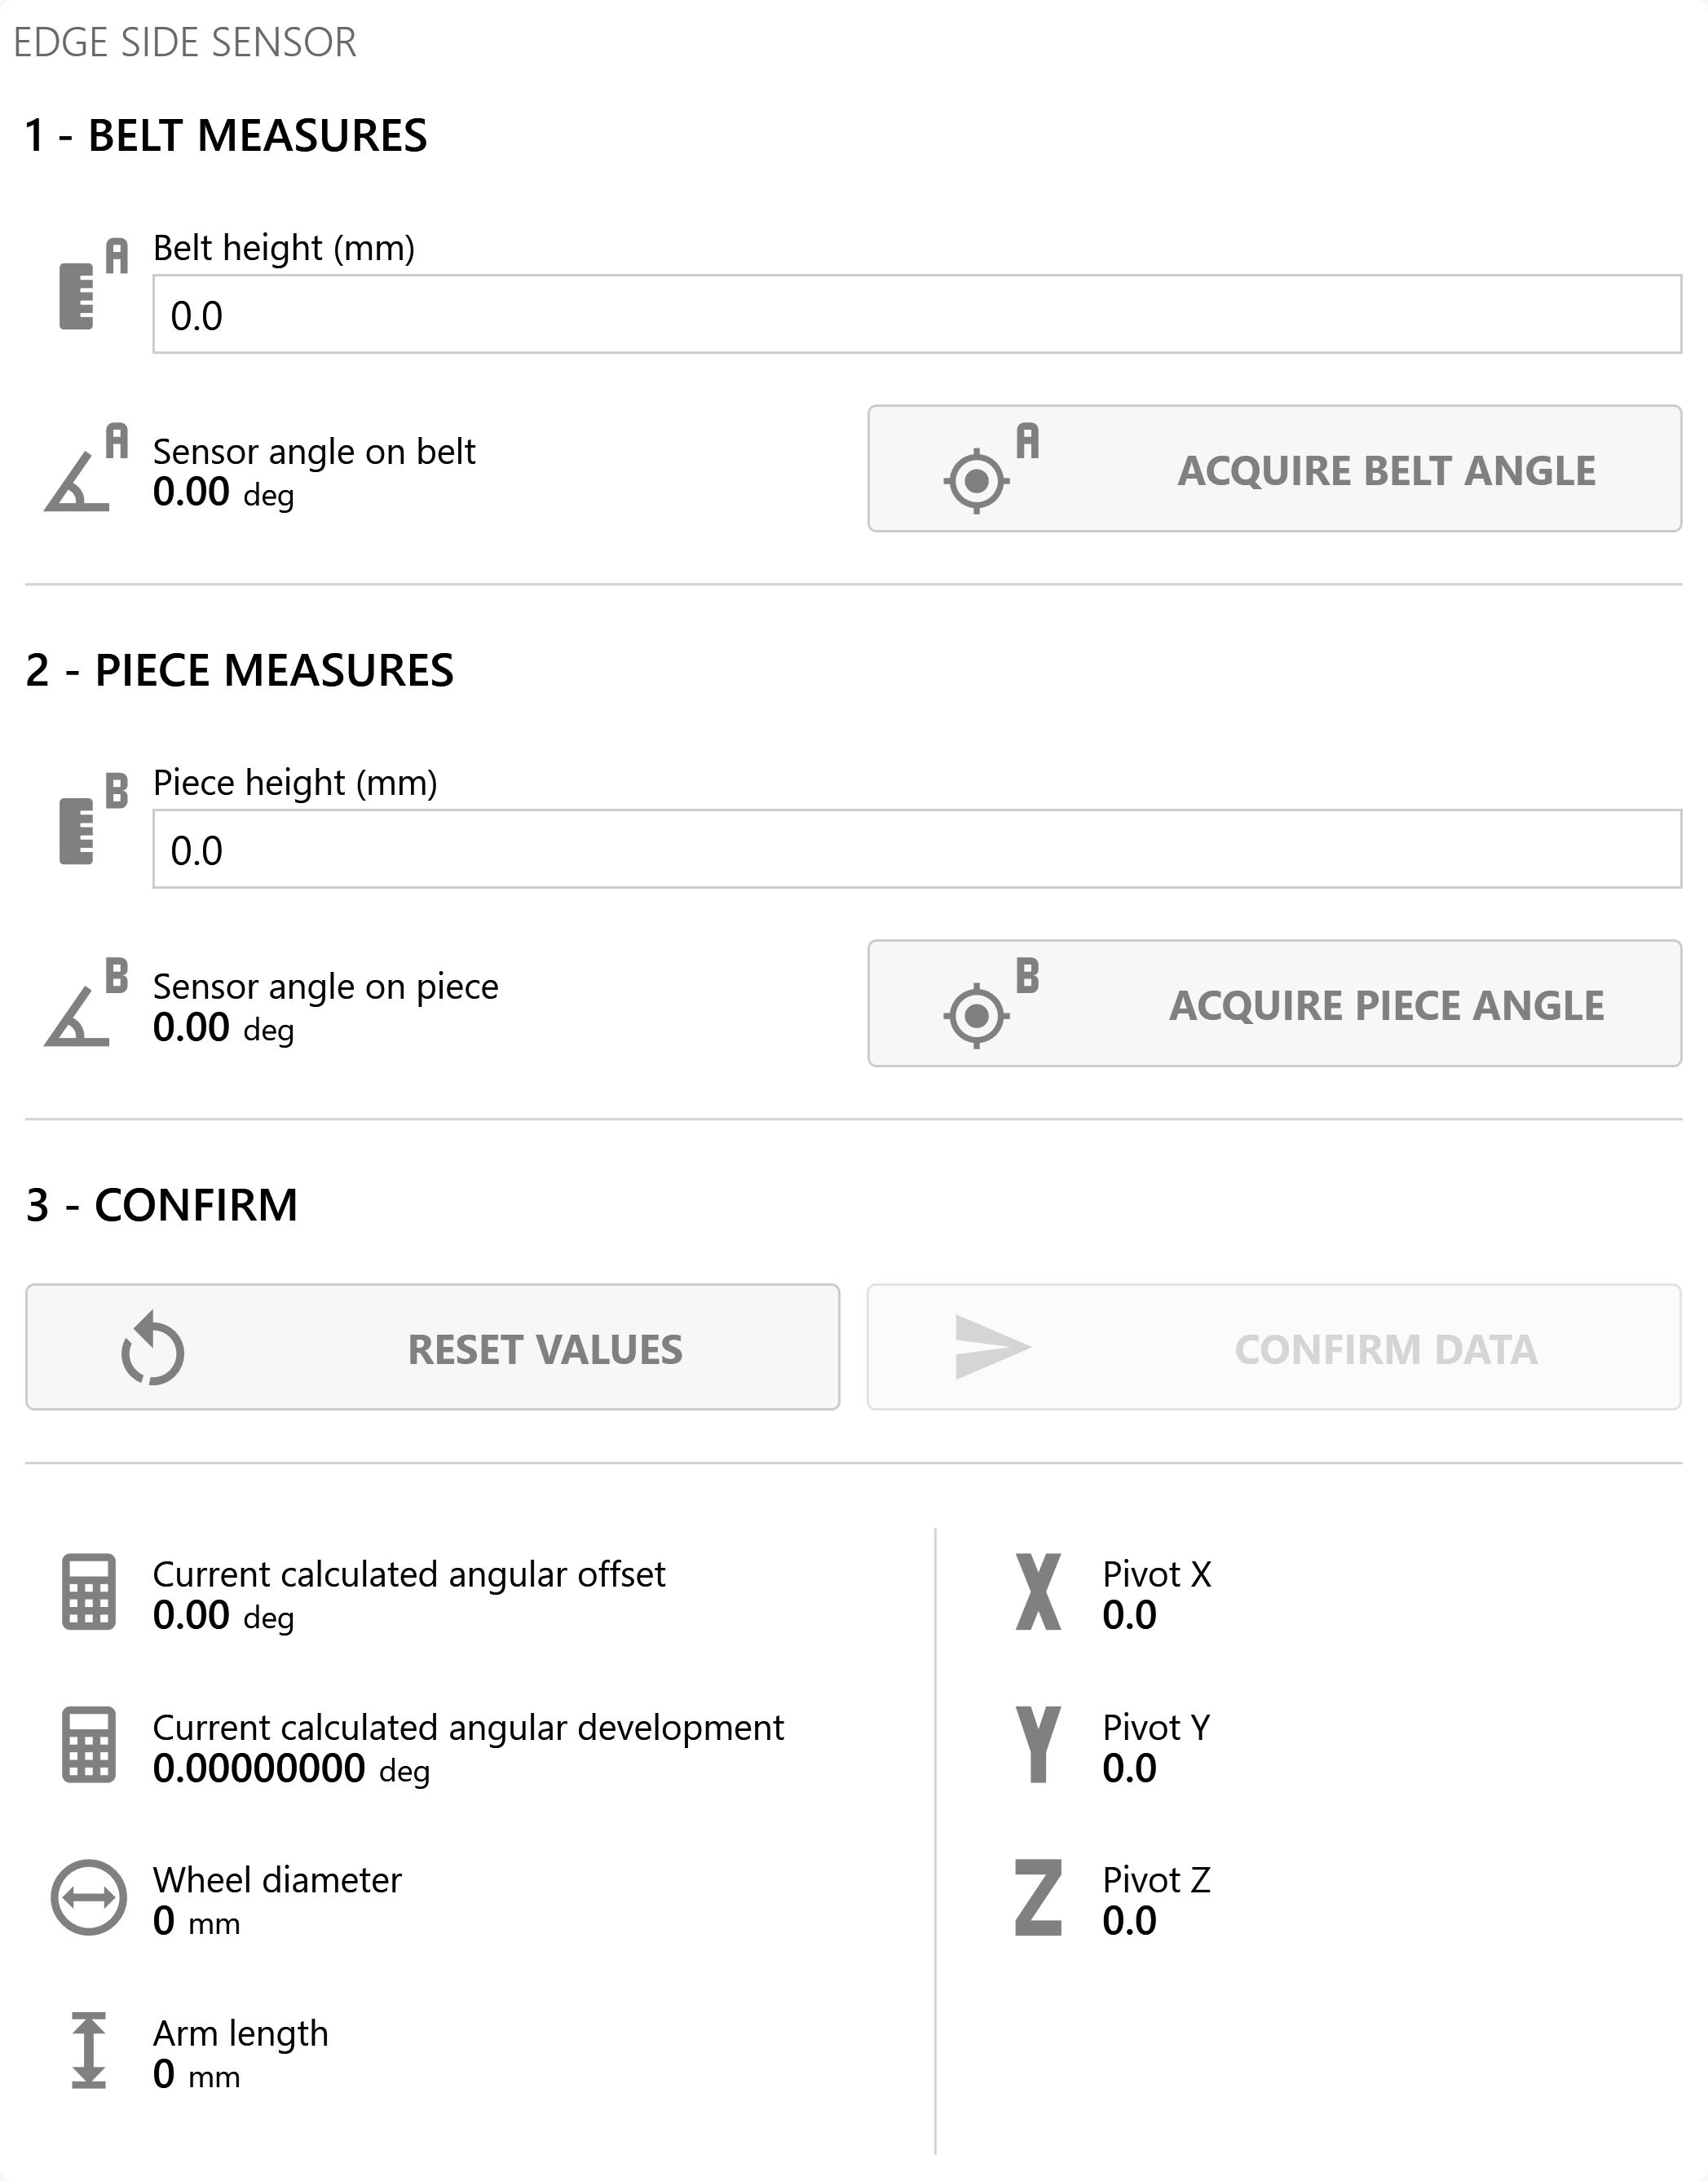 EDGE SIDE SENSOR
1 - BELT MEASURES
A
Belt height (mm)
0.0
A
Sensor angle on belt
0.00 deg
A
ACQUIRE BELT ANGLE
2 - PIECE MEASURES
B
Piece height (mm)
0.0
B
Sensor angle on piece
0.00 deg
B
ACQUIRE PIECE ANGLE
3 - CONFIRM
RESET VALUES
CONFIRM DATA
Current calculated angular offset
0.00 deg
Current calculated angular development
0.00000000 deg
Wheel diameter
0 mm
Arm length
0 mm
X
Pivot X
0.0
Y
Pivot Y
0.0
Z
Pivot Z
0.0